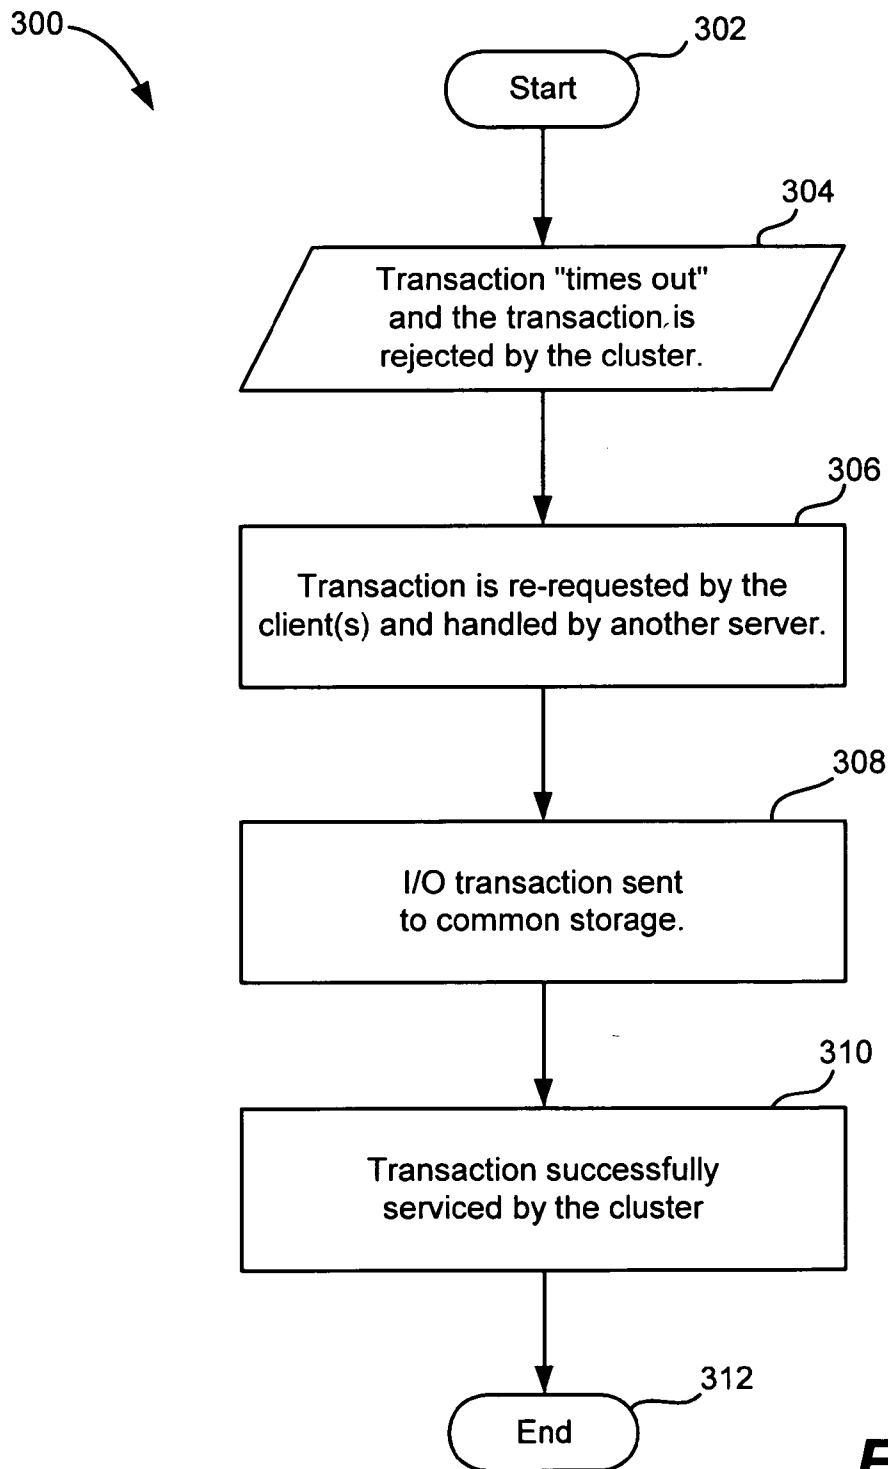 300
302
Start
304
Transaction "times out"
and the transaction is
rejected by the cluster.
306
Transaction is re-requested by the
client(s) and handled by another server.
308
I/O transaction sent
to common storage.
310
Transaction successfully
serviced by the cluster
312
End